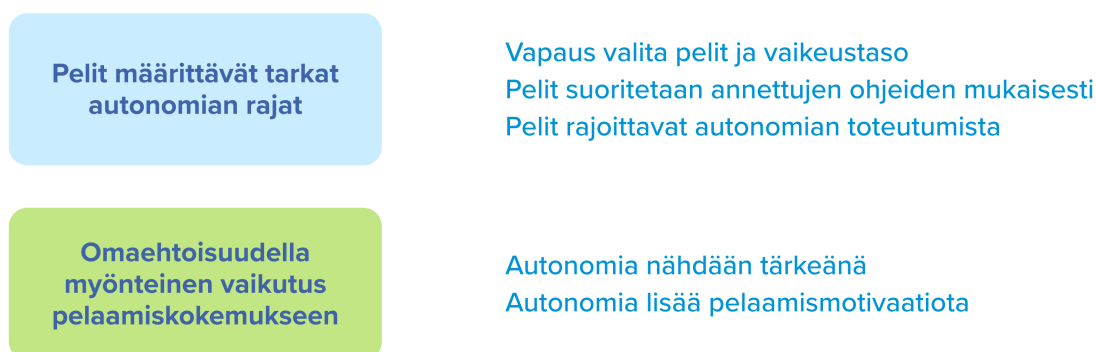 Pelit määrittävät tarkat
autonomian rajat
Vapaus valita pelit ja vaikeustaso
Pelit suoritetaan annettujen ohjeiden mukaisesti
Pelit rajoittavat autonomian toteutumista
Omaehtoisuudella
myönteinen vaikutus
pelaamiskokemukseen
Autonomia nähdään tärkeänä
Autonomia lisää pelaamismotivaatiota